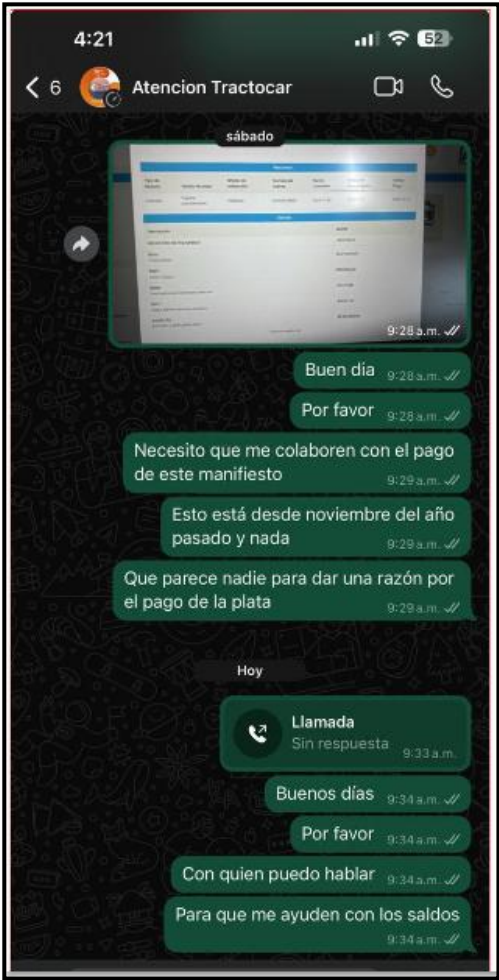 4:21
52
6
Atencion Tractocar
sábado
9:28 a.m.
Buen dia 9:28 a.m.
Por favor 9:28 a.m.
Necesito que me colaboren con el pago
de este manifiesto
9:29 a.m.
Esto está desde noviembre del año
pasado y nada
9:29 a.m.
Que parece nadie para dar una razón por
el pago de la plata
9:29 a.m.
Hoy
Llamada
Sin respuesta
9:33 a.m.
Buenos días 9:34 a.m.
Por favor 9:34 a.m.
Con quien puedo hablar 9:34 a.m.
Para que me ayuden con los saldos
9:34 a.m.